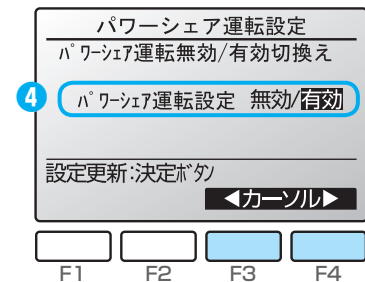 パワーシェア運転設定
ﾊﾟﾜｰｼｪｱ運転無効/有効切換え
4
ﾊﾟﾜｰｼｪｱ運転設定 無効/有効
設定更新:決定ﾎﾞﾀﾝ
◀カーソル▶
F1 F2 F3 F4